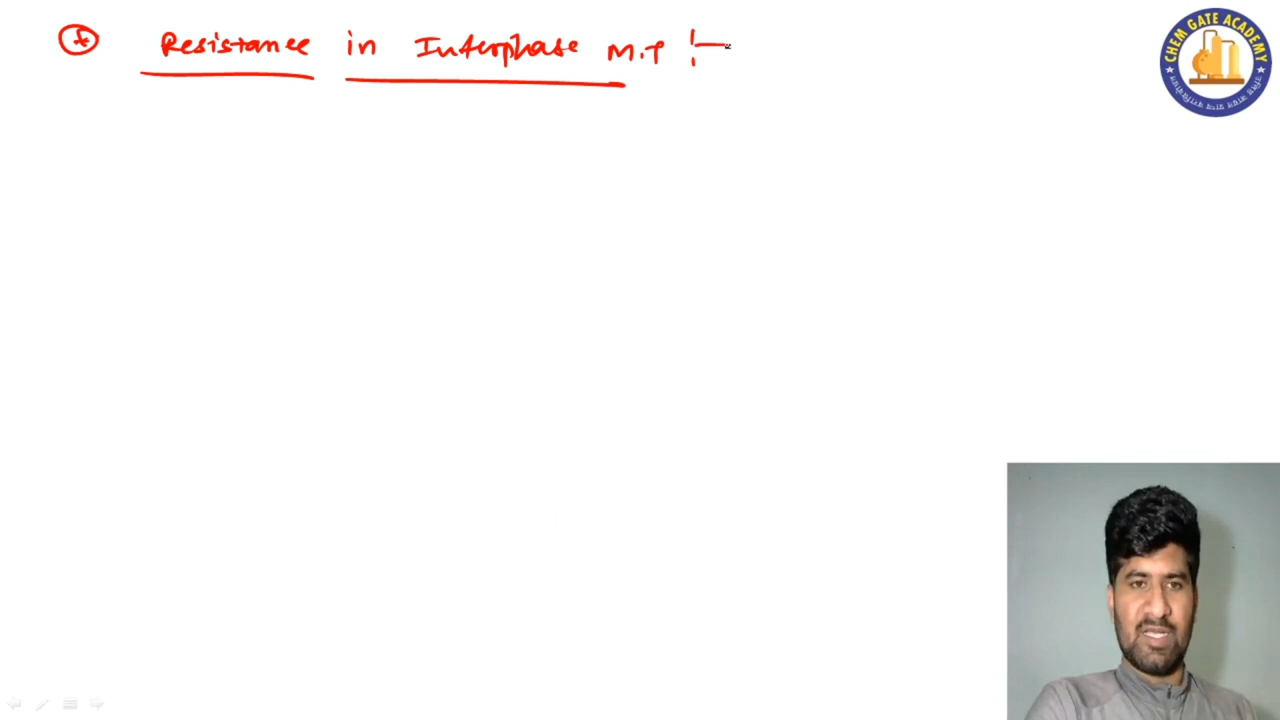 * Resistance in Interphase M.T :-
CHEM GATE ACADEMY